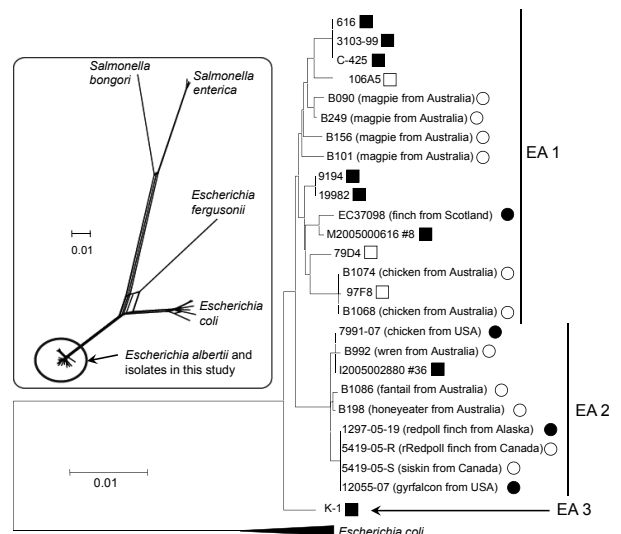 Salmonella
bongori
Salmonella
enterica
Escherichia
fergusonii
0.01
Escherichia
coli
Escherichia albertii and
isolates in this study
616
3103-99
C-425
106A5
B090 (magpie from Australia)
B249 (magpie from Australia)
B156 (magpie from Australia)
B101 (magpie from Australia)
EA 1
9194
19982
EC37098 (finch from Scotland)
M2005000616 #8
79D4
B1074 (chicken from Australia)
97F8
B1068 (chicken from Australia)
7991-07 (chicken from USA)
B992 (wren from Australia)
I2005002880 #36
B1086 (fantail from Australia)
B198 (honeyeater from Australia)
EA 2
1297-05-19 (redpoll finch from Alaska)
5419-05-R (rRedpoll finch from Canada)
5419-05-S (siskin from Canada)
12055-07 (gyrfalcon from USA)
0.01
K-1
EA 3
Escherichia coli